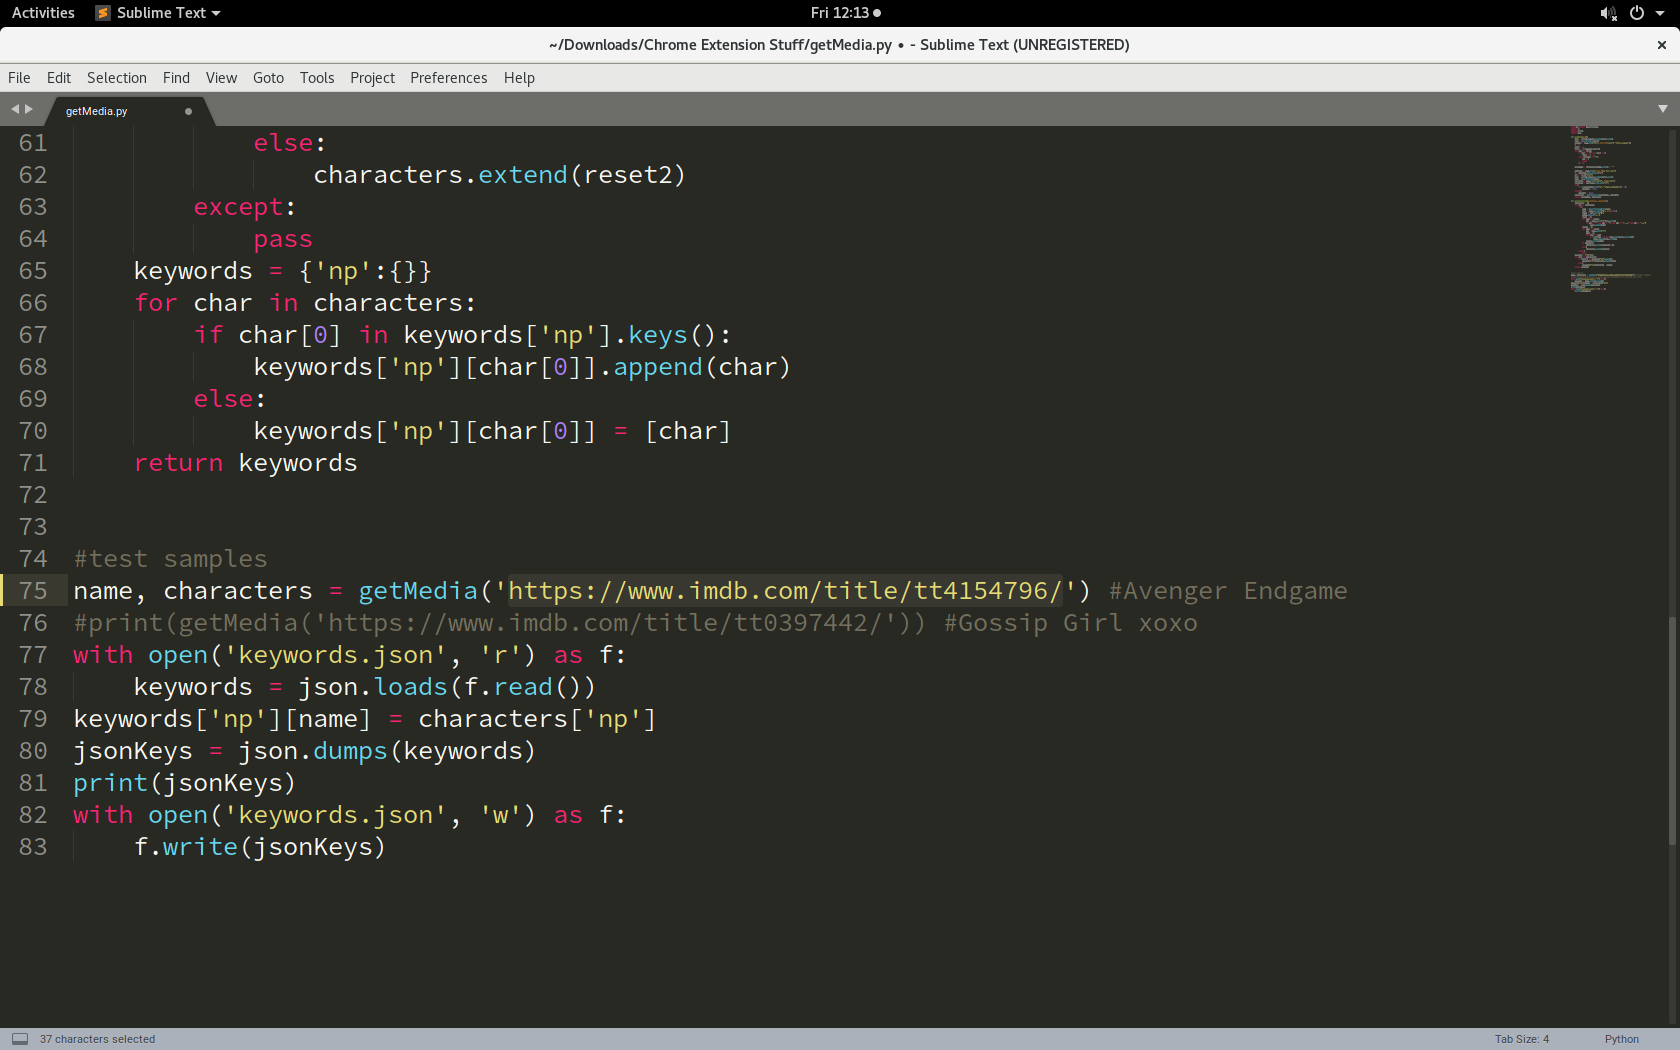 Activities Sublime Text Fri 12:13
~/Downloads/Chrome Extension Stuff/getMedia.py • - Sublime Text (UNREGISTERED)
File Edit Selection Find View Goto Tools Project Preferences Help
getMedia.py
61 else:
62 characters.extend(reset2)
63 except:
64 pass
65 keywords = {'np':{}}
66 for char in characters:
67 if char[0] in keywords['np'].keys():
68 keywords['np'][char[0]].append(char)
69 else:
70 keywords['np'][char[0]] = [char]
71 return keywords
72
73
74 #test samples
75 name, characters = getMedia('https://www.imdb.com/title/tt4154796/') #Avenger Endgame
76 #print(getMedia('https://www.imdb.com/title/tt0397442/')) #Gossip Girl xoxo
77 with open('keywords.json', 'r') as f:
78 keywords = json.loads(f.read())
79 keywords['np'][name] = characters['np']
80 jsonKeys = json.dumps(keywords)
81 print(jsonKeys)
82 with open('keywords.json', 'w') as f:
83 f.write(jsonKeys)
37 characters selected Tab Size: 4 Python